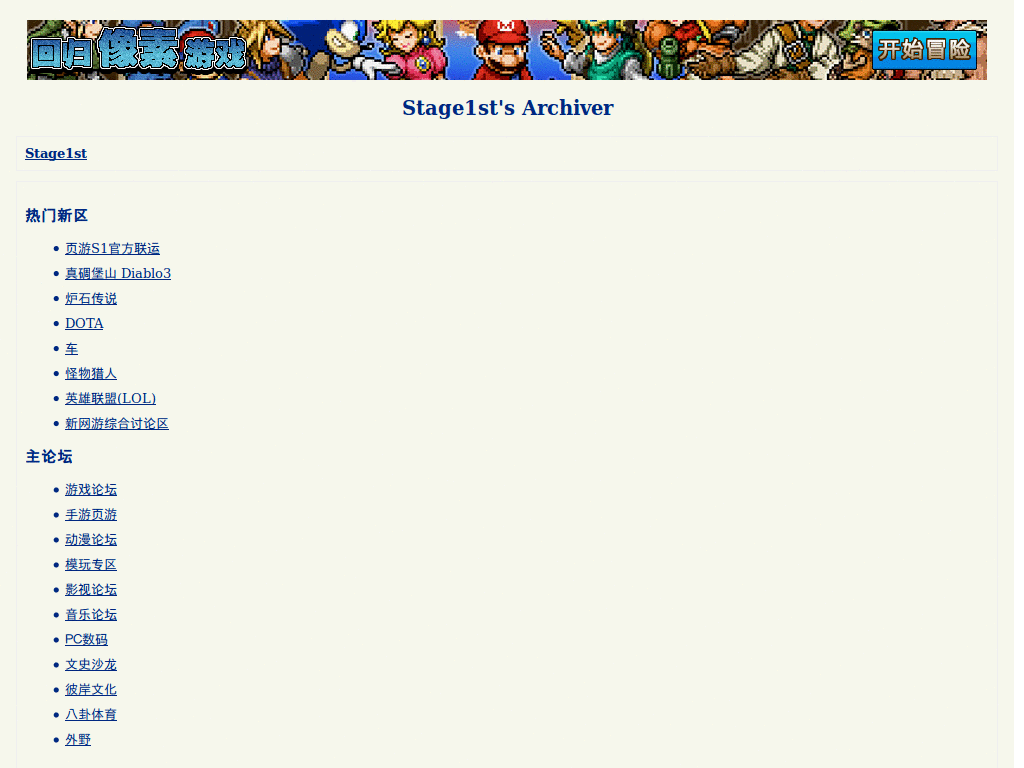 回归像素游戏
开始冒险
Stage1st's Archiver
Stage1st
热门新区
页游S1官方联运
真碉堡山 Diablo3
炉石传说
DOTA
车
怪物猎人
英雄联盟(LOL)
新网游综合讨论区
主论坛
游戏论坛
手游页游
动漫论坛
模玩专区
影视论坛
音乐论坛
PC数码
文史沙龙
彼岸文化
八卦体育
外野